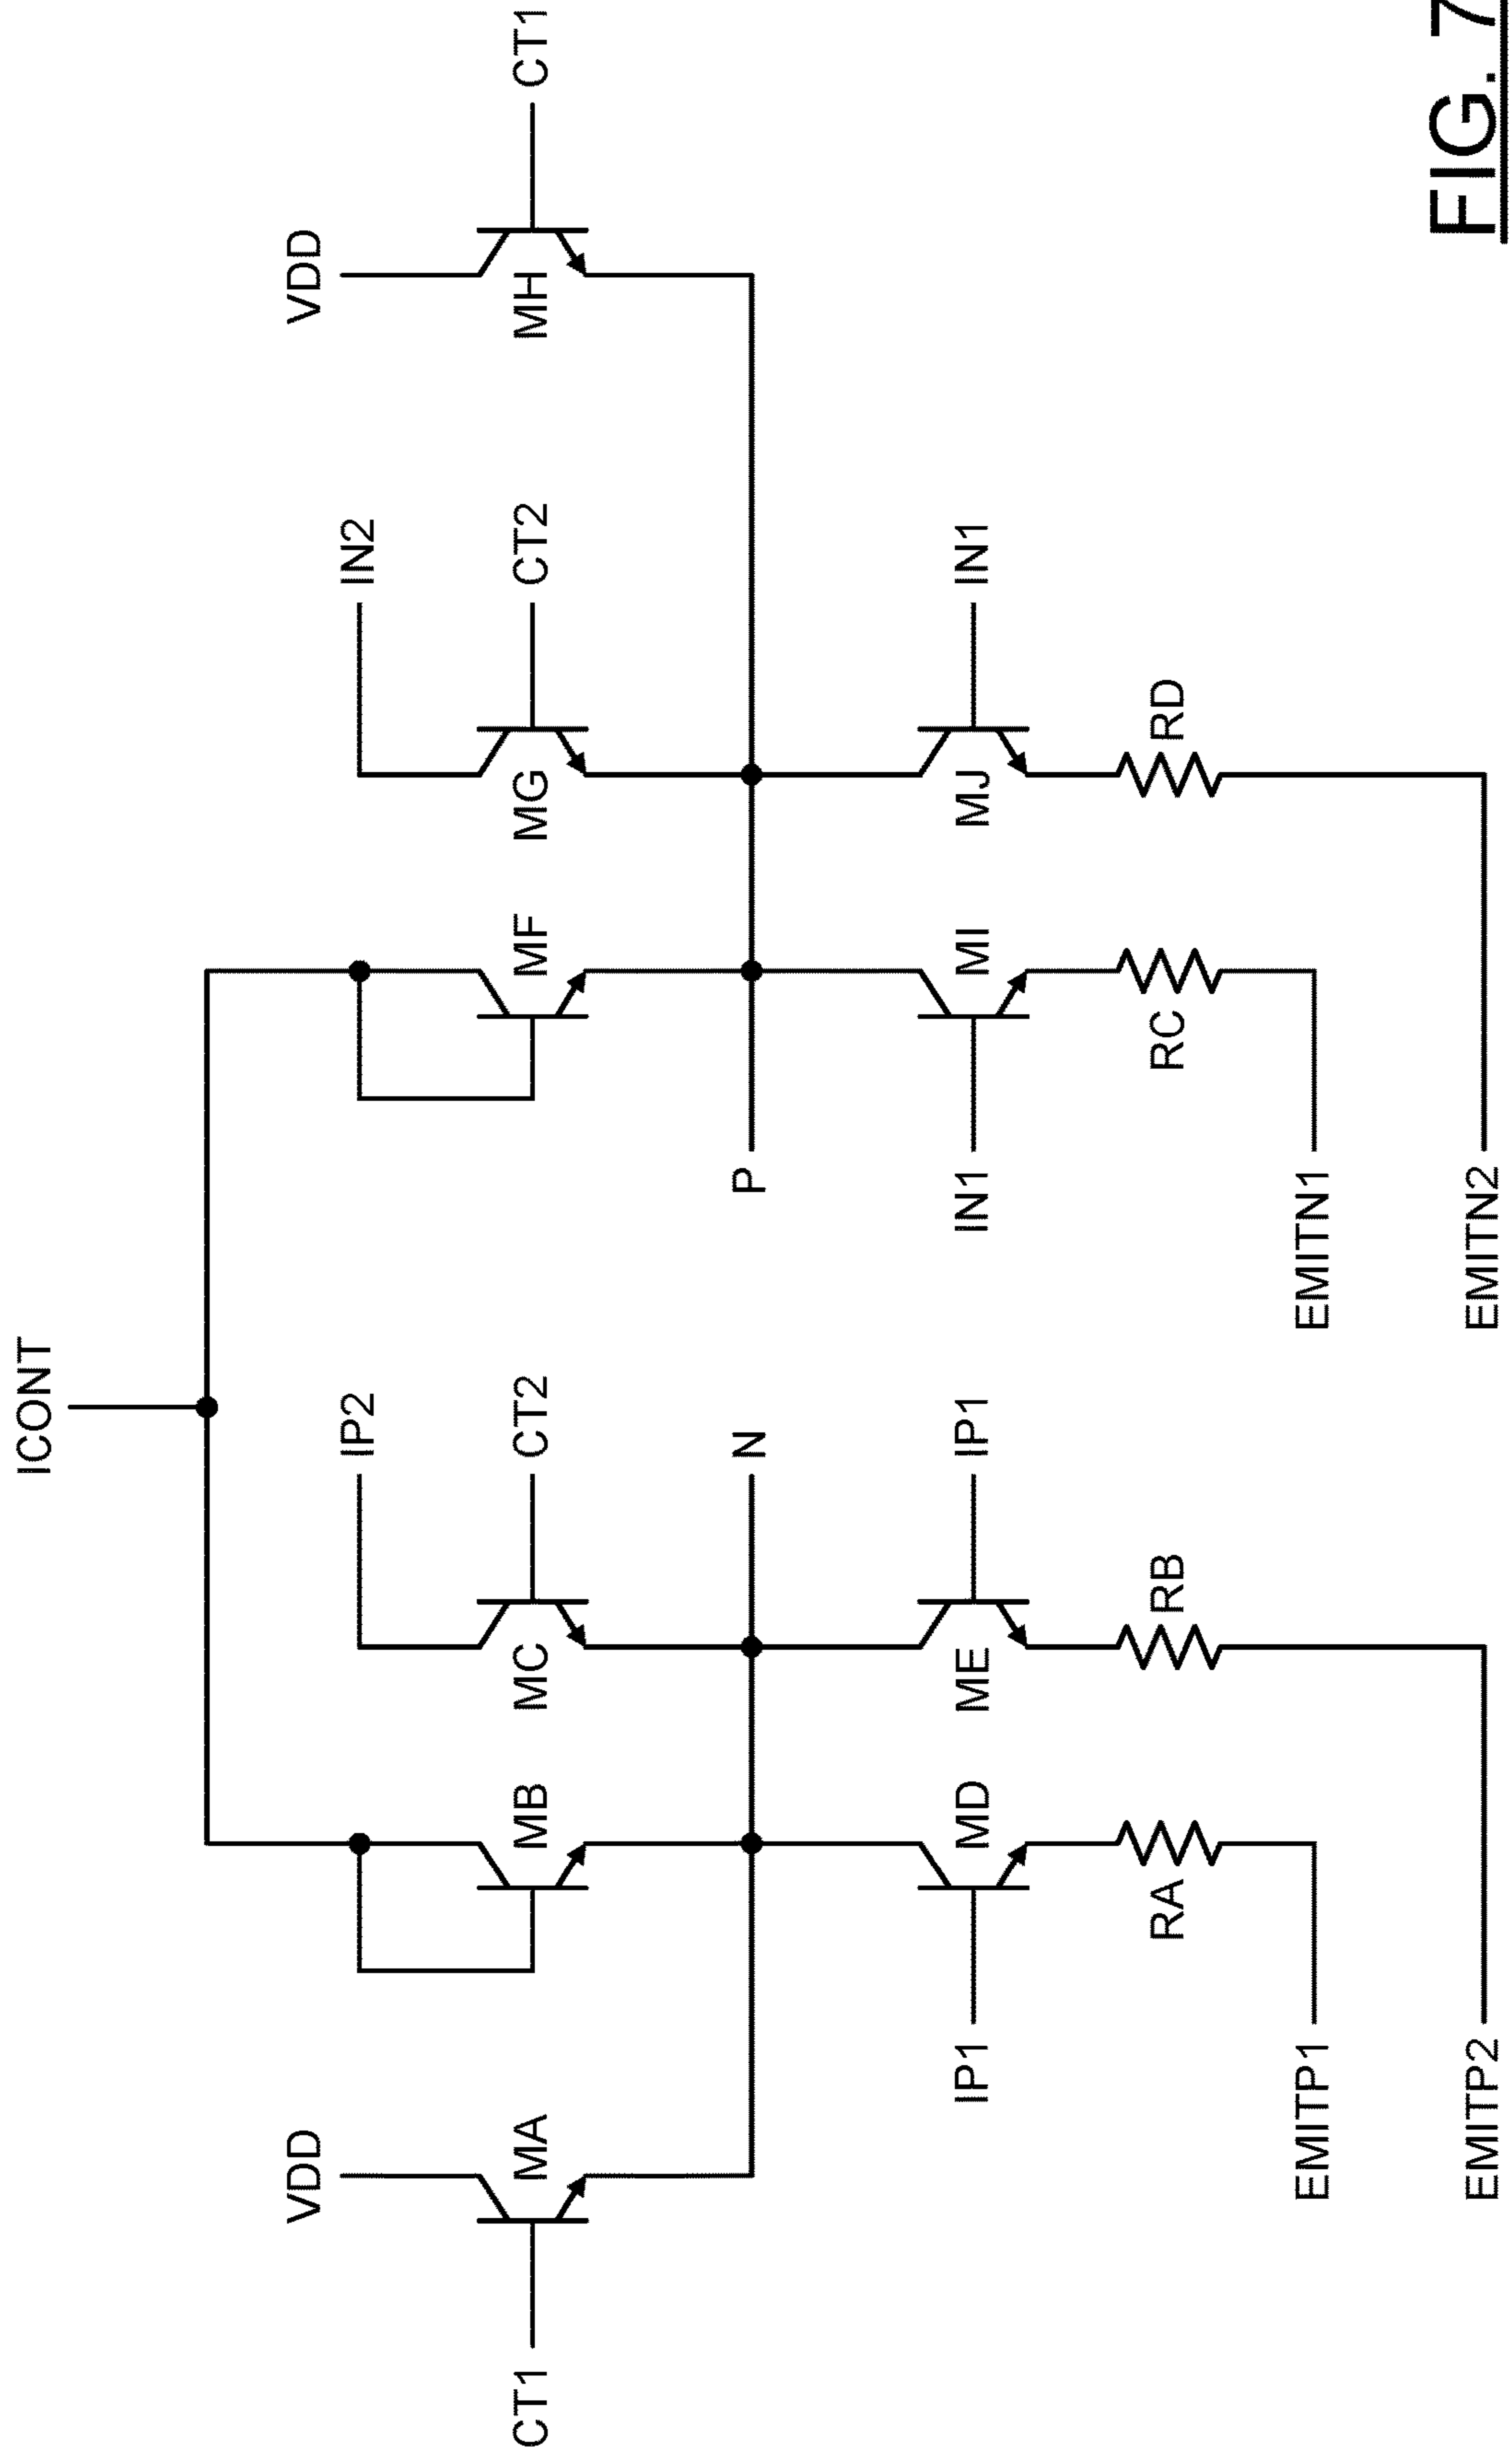 ICONT
VDD
VDD
IP2
IN2
CT1
MA
MB
MC
CT2
MF
MG
CT2
MH
CT1
N
P
IP1
MD
ME
IP1
IN1
MI
MJ
IN1
RA
RB
RC
RD
EMITP1
EMITN1
EMITP2
EMITN2
FIG. 7